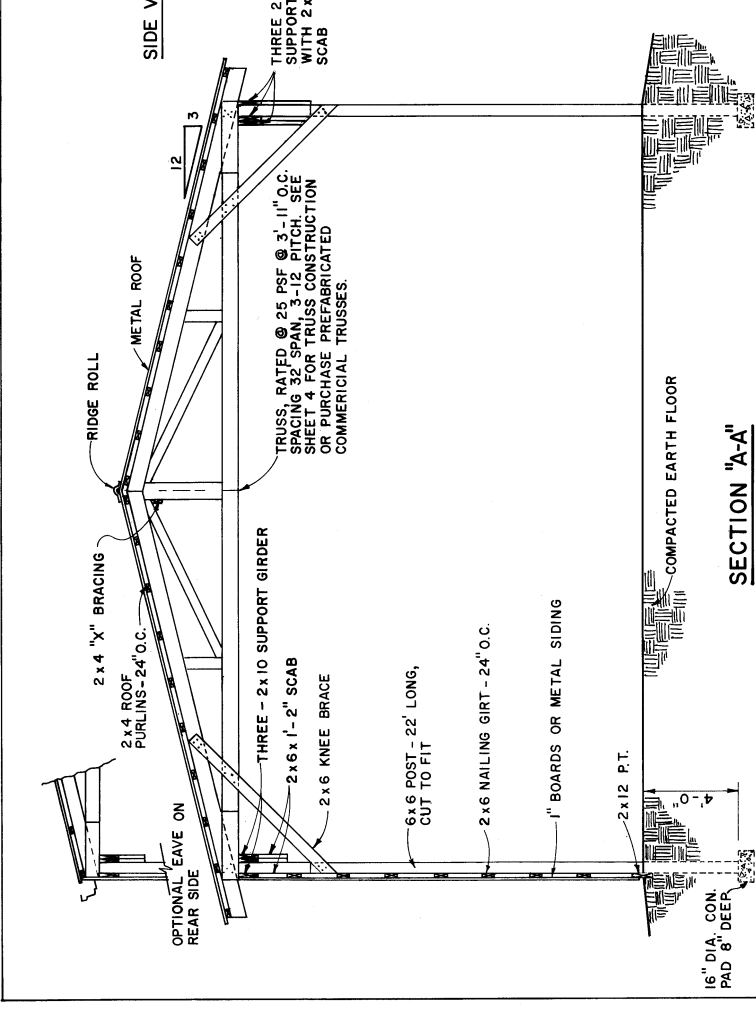 SIDE V
THREE 2
SUPPORT
WITH 2x
SCAB
12
3
RIDGE ROLL
METAL ROOF
2 x 4 "X" BRACING
2 x 4 ROOF
PURLINS - 24" O.C.
TRUSS, RATED @ 25 PSF @ 3'-11" O.C.
SPACING 32' SPAN, 3-12 PITCH. SEE
SHEET 4 FOR TRUSS CONSTRUCTION
OR PURCHASE PREFABRICATED
COMMERICIAL TRUSSES.
OPTIONAL EAVE ON
REAR SIDE
THREE - 2 x 10 SUPPORT GIRDER
2 x 6 x 1'-2" SCAB
2 x 6 KNEE BRACE
6 x 6 POST - 22' LONG,
CUT TO FIT
2 x 6 NAILING GIRT - 24" O.C.
1" BOARDS OR METAL SIDING
2 x 12 P.T.
4'-0"
16" DIA. CON.
PAD 8" DEEP
COMPACTED EARTH FLOOR
SECTION "A-A"